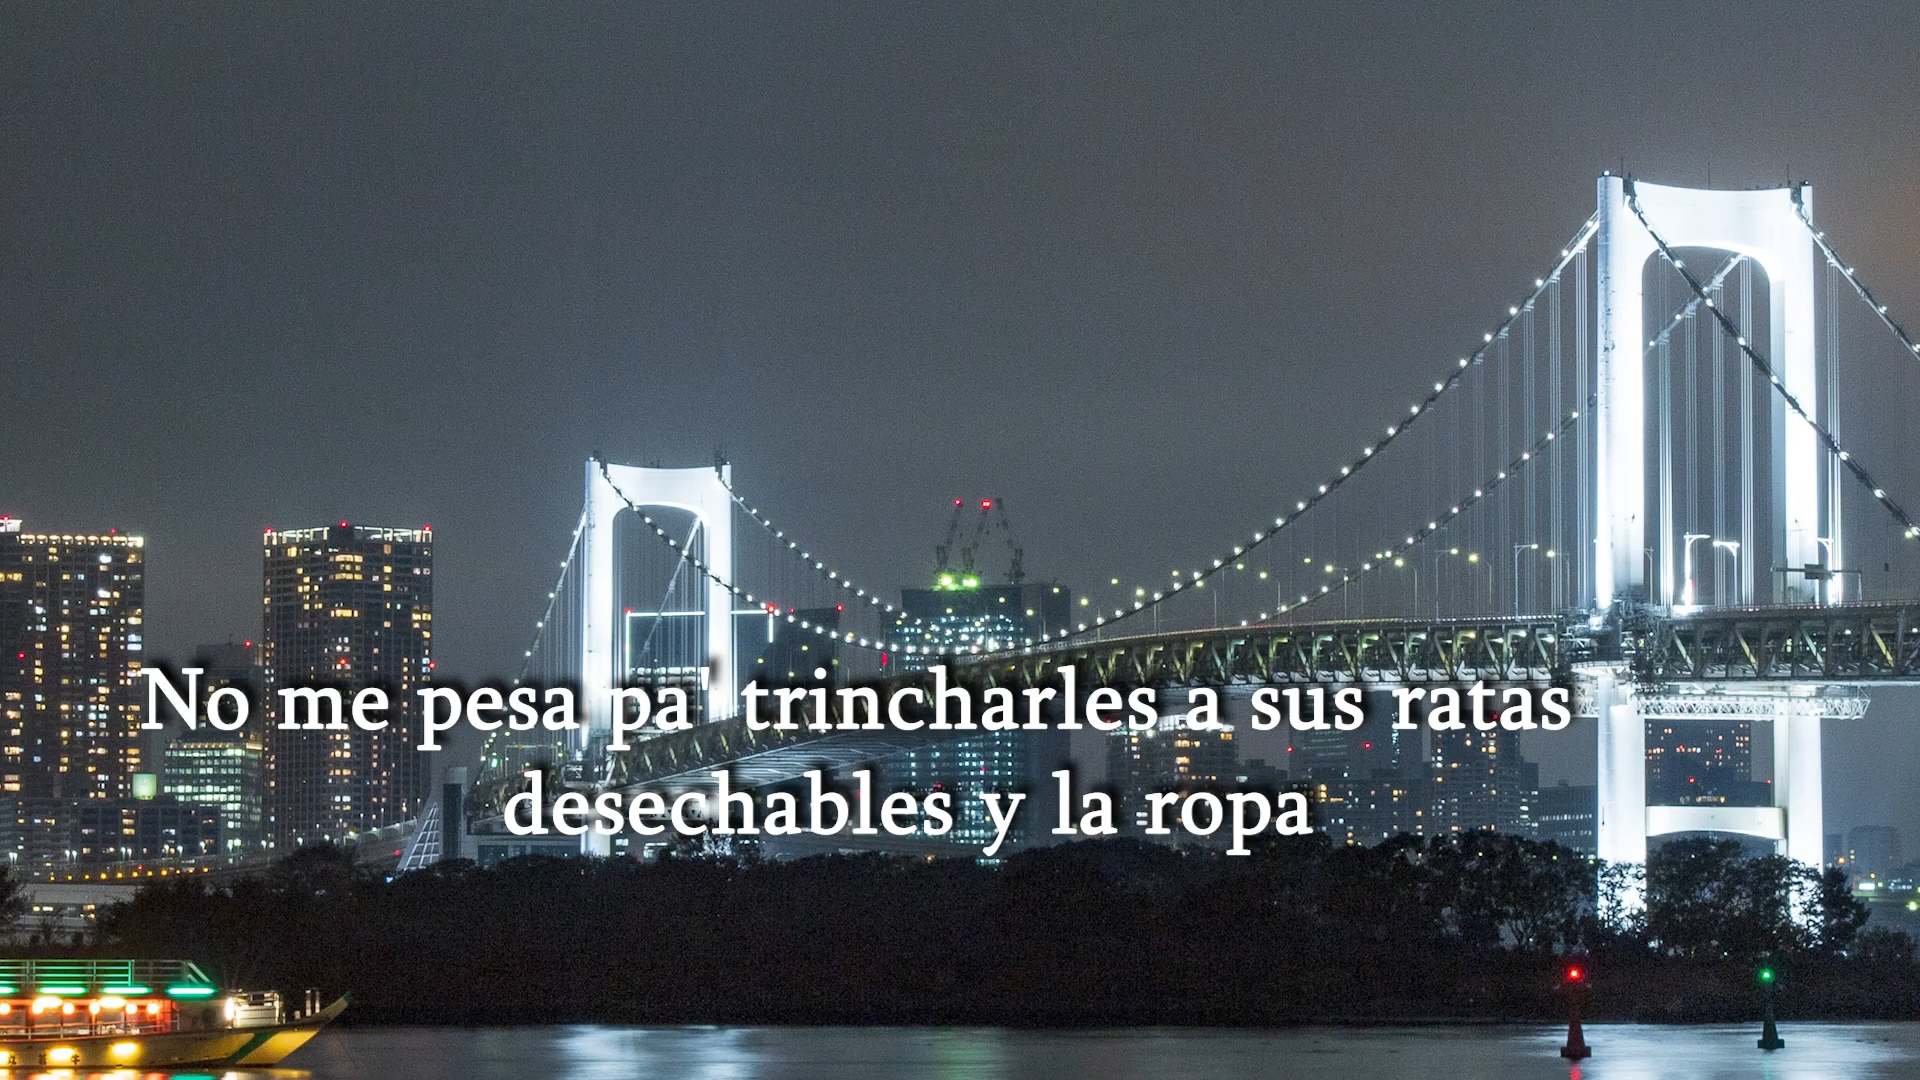 No me pesa pa' trincharles a sus ratas
desechables y la ropa